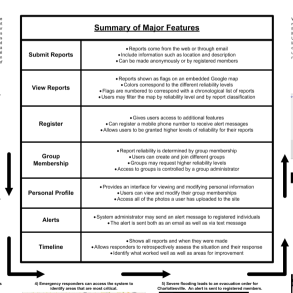 Summary of Major Features
Submit Reports
•Reports come from the web or through email
•Include information such as location and description
•Can be made anonymously or by registered members
View Reports
•Reports shown as flags on an embedded Google map
•Colors correspond to the different reliability levels
•Flags are numbered to correspond with a chronological list of reports
•Users may filter the map by reliability level and by report classification
Register
•Gives users access to additional features
•Can register a mobile phone number to receive alert messages
•Allows users to be granted higher levels of reliability for their reports
Group
Membership
•Report reliability is determined by group membership
•Users can create and join different groups
•Groups may request higher reliability levels
•Access to groups is controlled by a group administrator
Personal Profile
•Provides an interface for viewing and modifying personal information
•Users can view and modify their group memberships
•Access all of the photos a user has uploaded to the site
Alerts
•System administrator may send an alert message to registered individuals
•The alert is sent both as an email as well as via text message
Timeline
•Shows all reports and when they were made
•Allows responders to retrospectively assess the situation and their response
•Identify what worked well as well as areas for improvement
4) Emergency responders can access the system to
identify areas that are most critical.
5) Severe flooding leads to an evacuation order for
Charlottesville. An alert is sent to registered members.